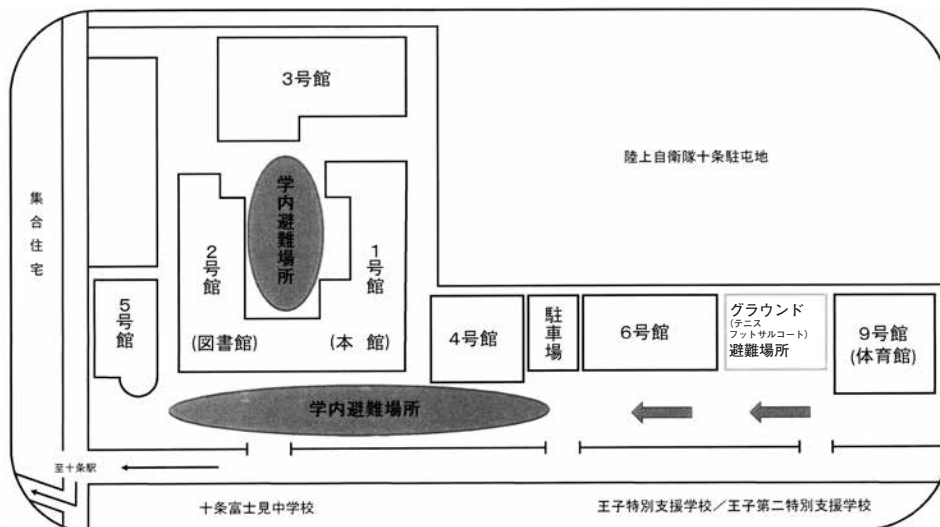 3号館
陸上自衛隊十条駐屯地
集合住宅
学内避難場所
2号館
(図書館)
1号館
(本 館)
5号館
4号館
駐車場
6号館
グラウンド
(テニス
フットサルコート)
避難場所
9号館
(体育館)
学内避難場所
至十条駅
十条富士見中学校
王子特別支援学校／王子第二特別支援学校